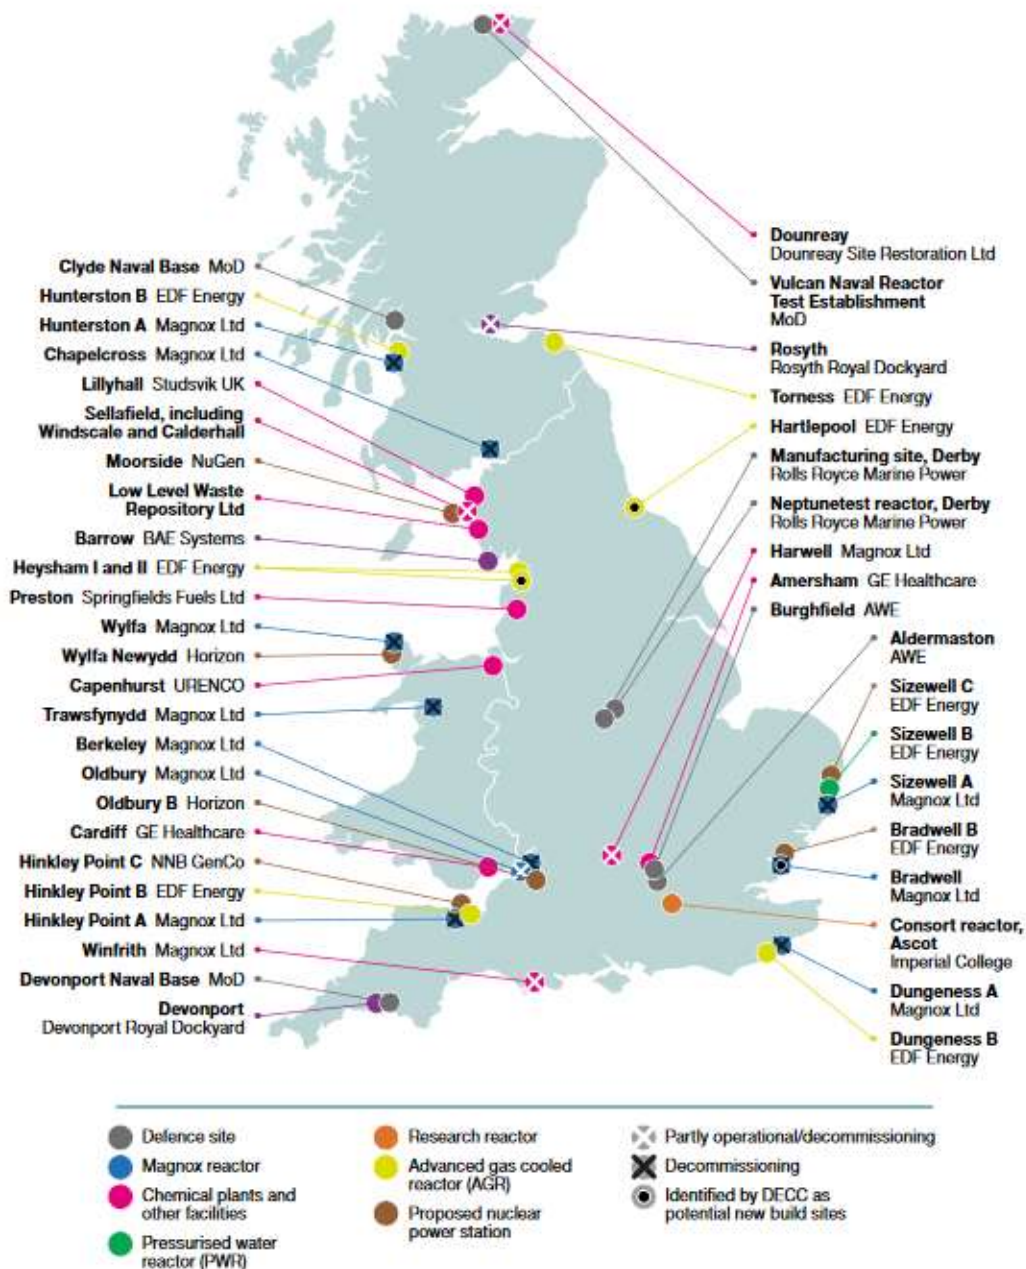 Clyde Naval Base MoD
Hunterston B EDF Energy
Hunterston A Magnox Ltd
Chapelcross Magnox Ltd
Lillyhall Studsvik UK
Sellafield, including
Windscale and Calderhall
Moorside NuGen
Low Level Waste
Repository Ltd
Barrow BAE Systems
Heysham I and II EDF Energy
Preston Springfields Fuels Ltd
Wylfa Magnox Ltd
Wylfa Newydd Horizon
Capenhurst URENCO
Trawsfynydd Magnox Ltd
Berkeley Magnox Ltd
Oldbury Magnox Ltd
Oldbury B Horizon
Cardiff GE Healthcare
Hinkley Point C NNB GenCo
Hinkley Point B EDF Energy
Hinkley Point A Magnox Ltd
Winfrith Magnox Ltd
Devonport Naval Base MoD
Devonport
Devonport Royal Dockyard
Dounreay
Dounreay Site Restoration Ltd
Vulcan Naval Reactor
Test Establishment
MoD
Rosyth
Rosyth Royal Dockyard
Torness EDF Energy
Hartlepool EDF Energy
Manufacturing site, Derby
Rolls Royce Marine Power
Neptunetest reactor, Derby
Rolls Royce Marine Power
Harwell Magnox Ltd
Amersham GE Healthcare
Burghfield AWE
Aldermaston
AWE
Sizewell C
EDF Energy
Sizewell B
EDF Energy
Sizewell A
Magnox Ltd
Bradwell B
EDF Energy
Bradwell
Magnox Ltd
Consort reactor,
Ascot
Imperial College
Dungeness A
Magnox Ltd
Dungeness B
EDF Energy
Defence site
Magnox reactor
Chemical plants and
other facilities
Pressurised water
reactor (PWR)
Research reactor
Advanced gas cooled
reactor (AGR)
Proposed nuclear
power station
Partly operational/decommissioning
Decommissioning
Identified by DECC as
potential new build sites